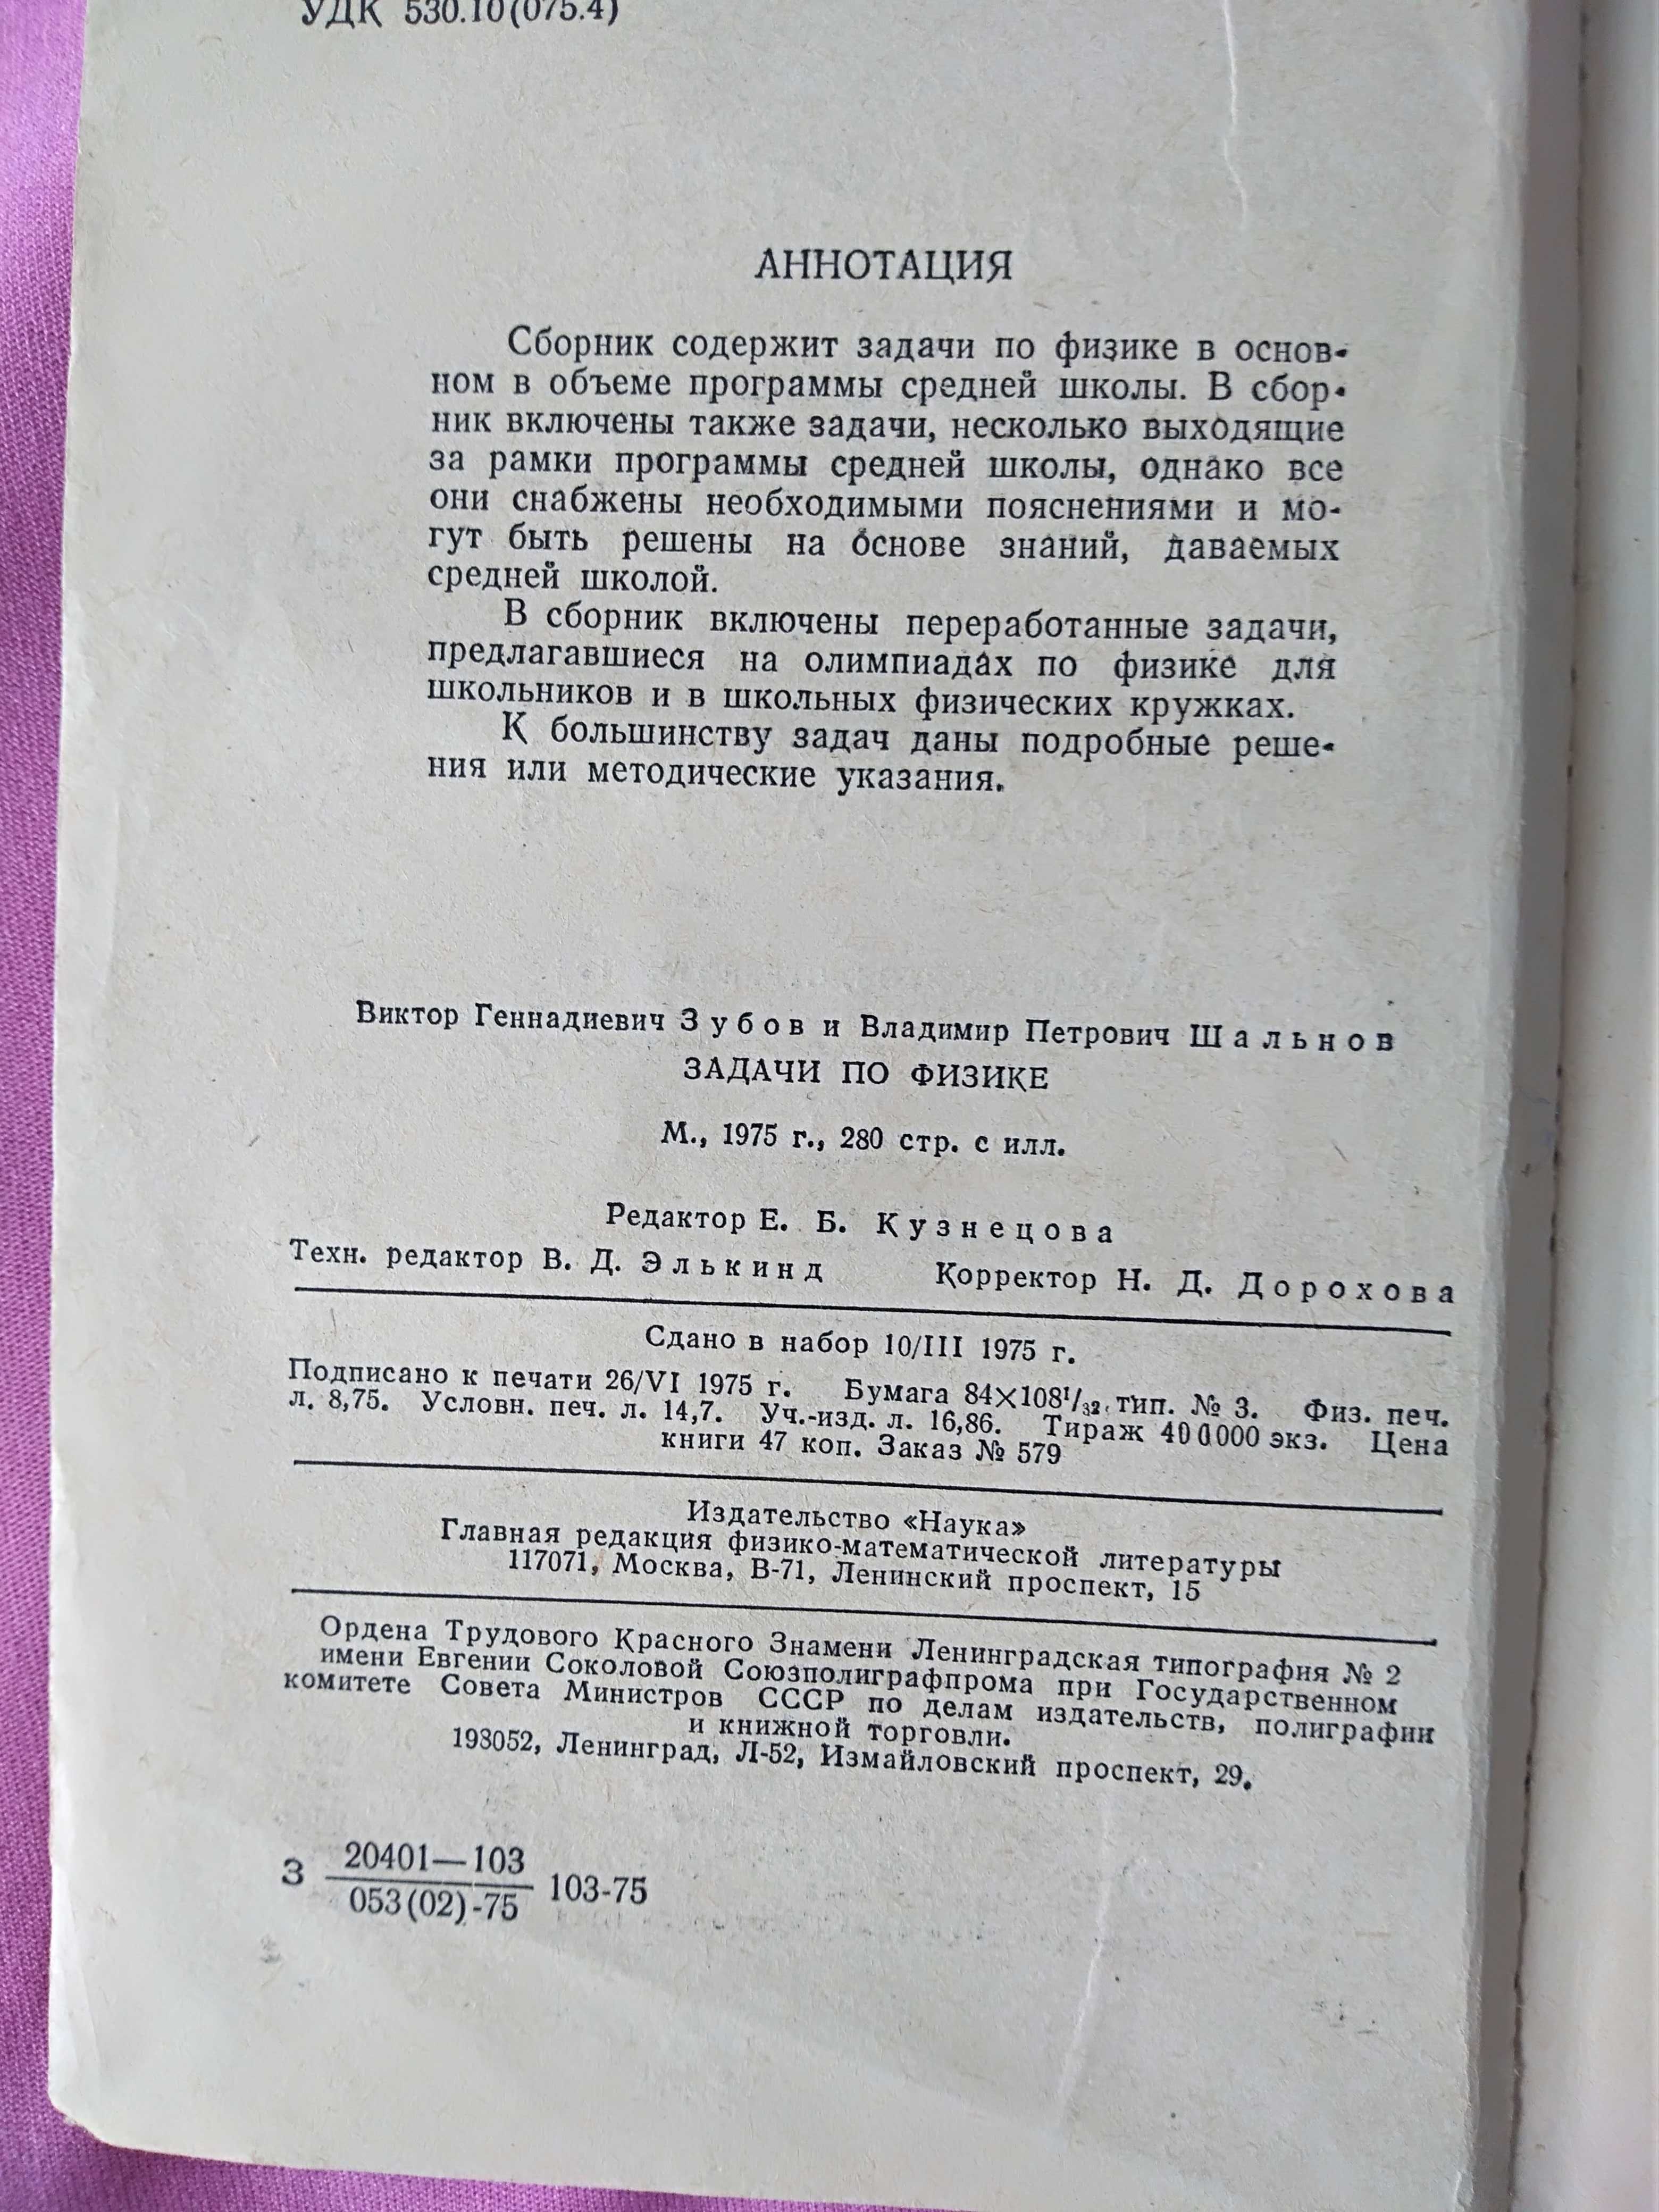 УДК 530.10(075.4)
АННОТАЦИЯ
Сборник содержит задачи по физике в основ-
ном в объеме программы средней школы. В сбор-
ник включены также задачи, несколько выходящие
за рамки программы средней школы, однако все
они снабжены необходимыми пояснениями и мо-
гут быть решены на основе знаний, даваемых
средней школой.
В сборник включены переработанные задачи,
предлагавшиеся на олимпиадах по физике для
школьников и в школьных физических кружках.
К большинству задач даны подробные реше-
ния или методические указания.
Виктор Геннадиевич Зубов и Владимир Петрович Шальнов
ЗАДАЧИ ПО ФИЗИКЕ
М., 1975 г., 280 стр. с илл.
Редактор Е. Б. Кузнецова
Техн. редактор В. Д. Элькинд Корректор Н. Д. Дорохова
Сдано в набор 10/III 1975 г.
Подписано к печати 26/VI 1975 г. Бумага 84×108¹/₃₂, тип. № 3. Физ. печ.
л. 8,75. Условн. печ. л. 14,7. Уч.-изд. л. 16,86. Тираж 400000 экз. Цена
книги 47 коп. Заказ № 579
Издательство «Наука»
Главная редакция физико-математической литературы
117071, Москва, В-71, Ленинский проспект, 15
Ордена Трудового Красного Знамени Ленинградская типография № 2
имени Евгении Соколовой Союзполиграфпрома при Государственном
комитете Совета Министров СССР по делам издательств, полиграфии
и книжной торговли.
198052, Ленинград, Л-52, Измайловский проспект, 29.
З 20401—103
053(02)-75 103-75